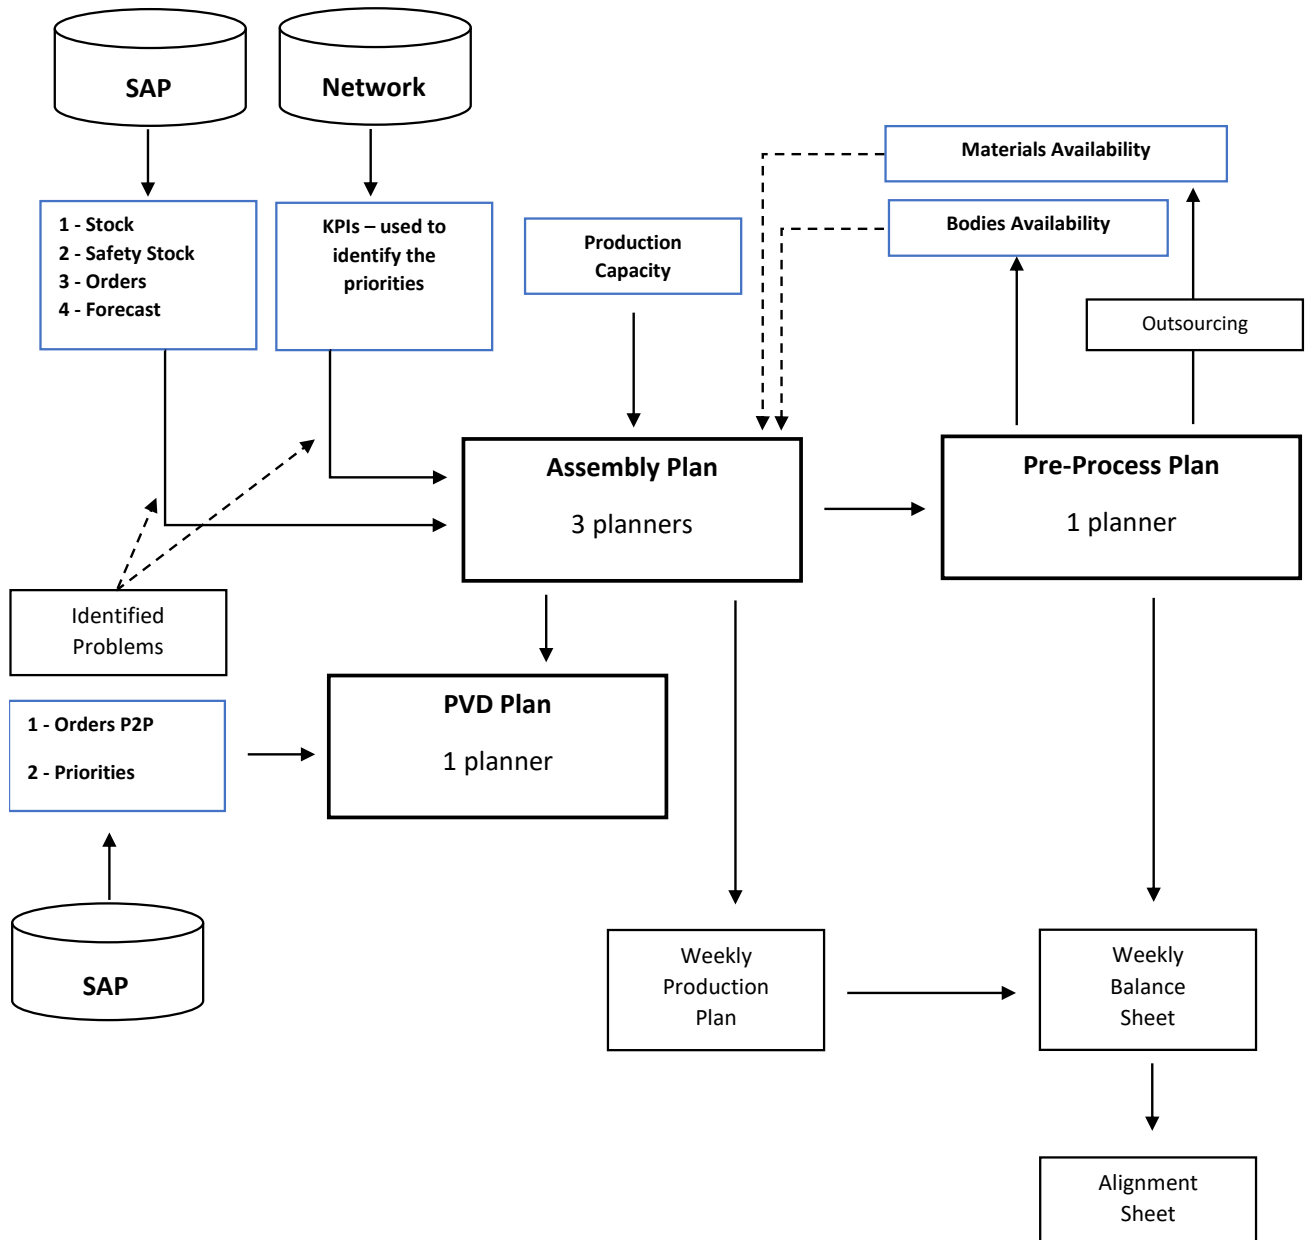 SAP
Network
Materials Availability
1 - Stock
2 - Safety Stock
3 - Orders
4 - Forecast
KPIs – used to
identify the
priorities
Production
Capacity
Bodies Availability
Outsourcing
Assembly Plan
3 planners
Pre-Process Plan
1 planner
Identified
Problems
1 - Orders P2P
2 - Priorities
PVD Plan
1 planner
SAP
Weekly
Production
Plan
Weekly
Balance
Sheet
Alignment
Sheet